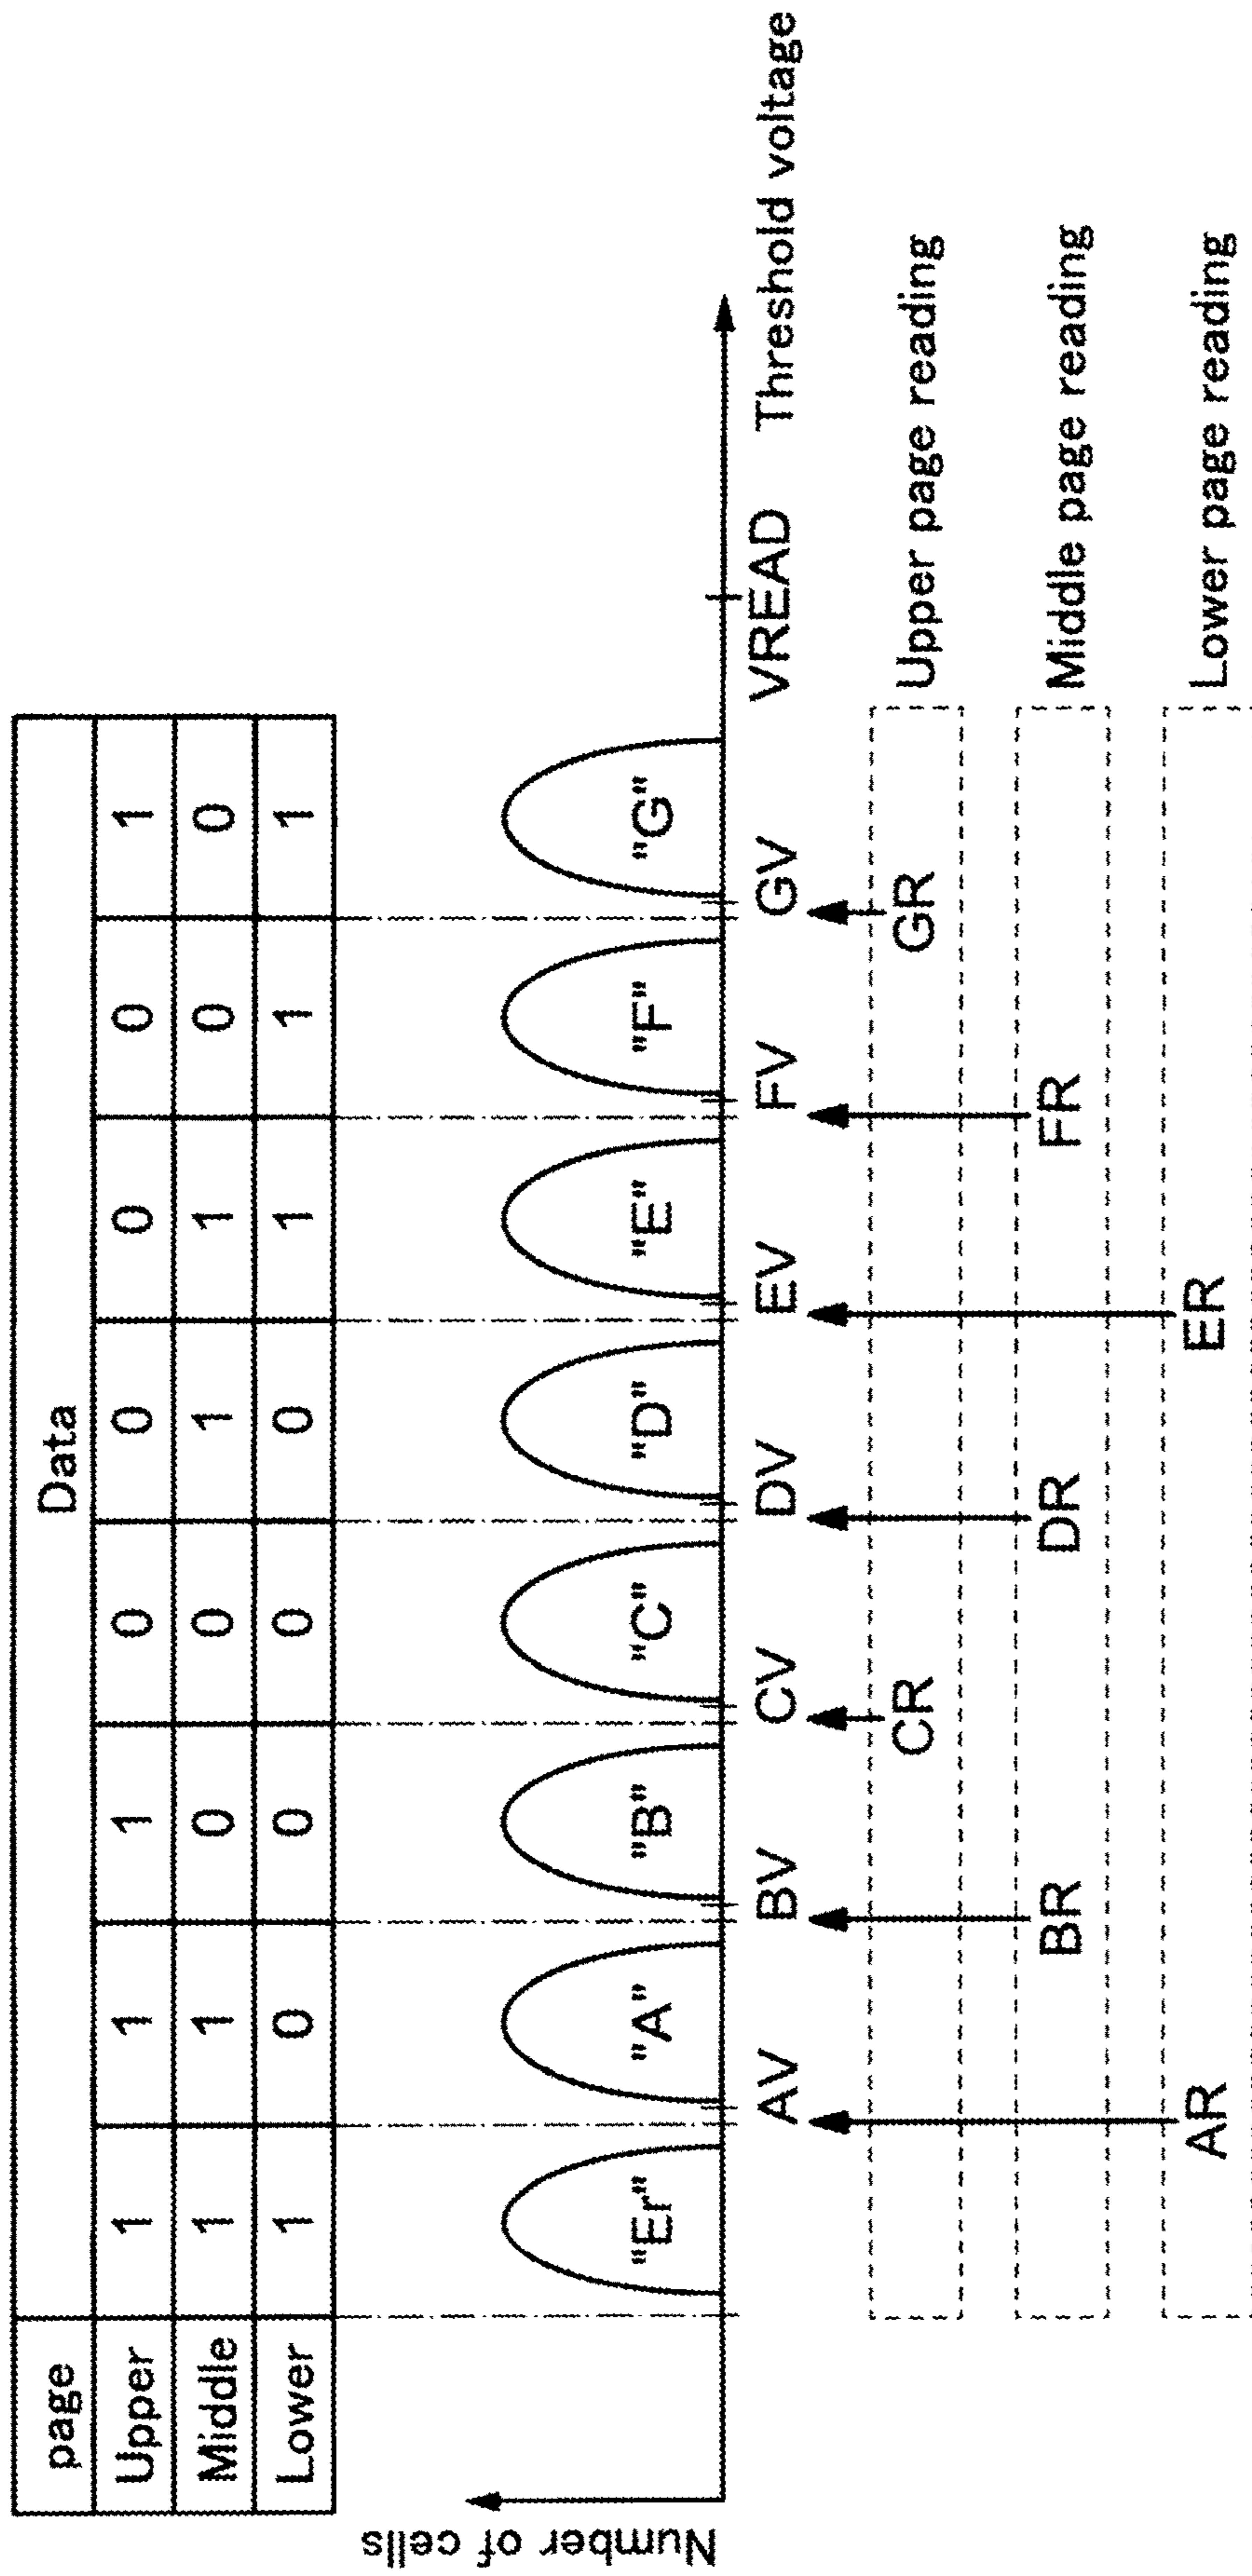 page Data
Upper 1 1 1 0 0 0 0 1
Middle 1 1 0 0 1 1 0 0
Lower 1 0 0 0 0 1 1 1
Number of cells
"Er" "A" "B" "C" "D" "E" "F" "G"
AV BV CV DV EV FV GV VREAD Threshold voltage
CR GR Upper page reading
BR DR FR Middle page reading
AR ER Lower page reading